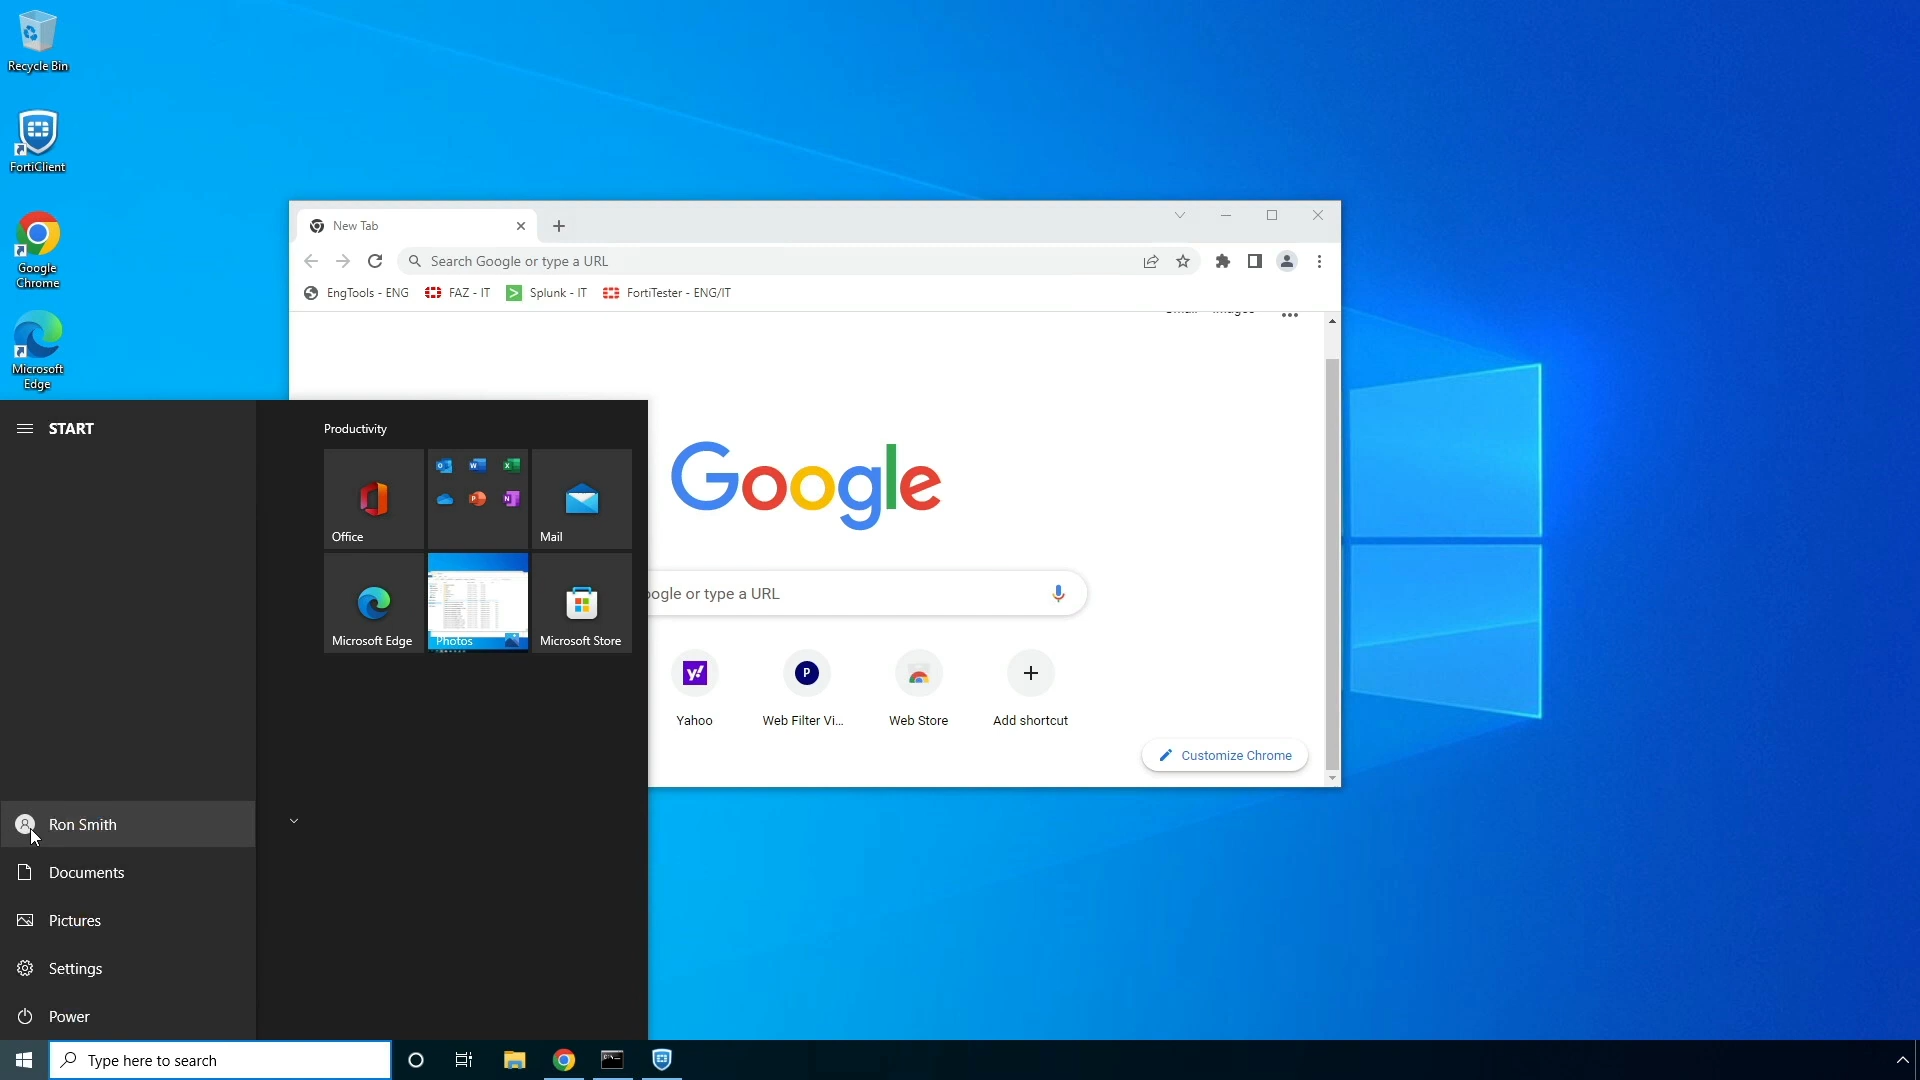 Recycle Bin
FortiClient
Google
Chrome
Microsoft
Edge
New Tab
Search Google or type a URL
EngTools - ENG
FAZ - IT
Splunk - IT
FortiTester - ENG/IT
Google
ogle or type a URL
Yahoo
Web Filter Vi...
Web Store
Add shortcut
Customize Chrome
START
Productivity
Office
Mail
Microsoft Edge
Photos
Microsoft Store
Ron Smith
Documents
Pictures
Settings
Power
Type here to search